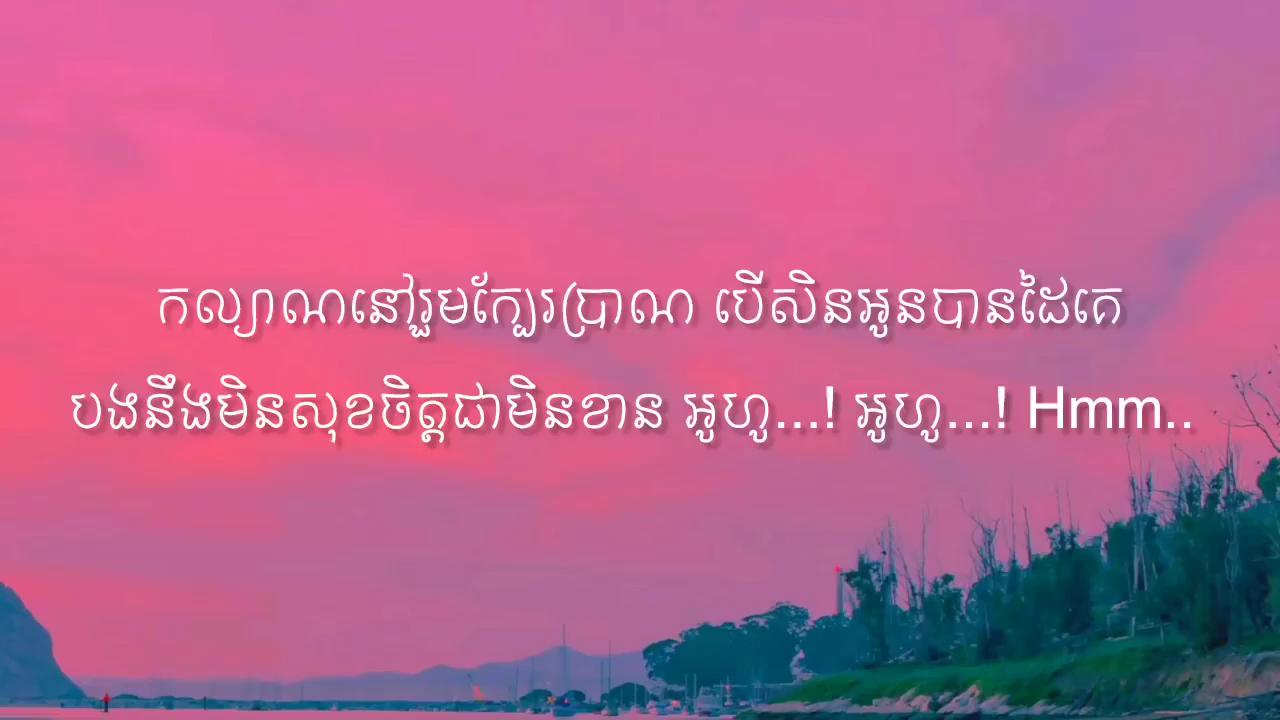 កល្យាណនៅរួមក្បែរប្រាណ បើសិនអូនបានដៃគេ
បងនឹងមិនសុខចិត្តជាមិនខាន អូហូ...! អូហូ...! Hmm..